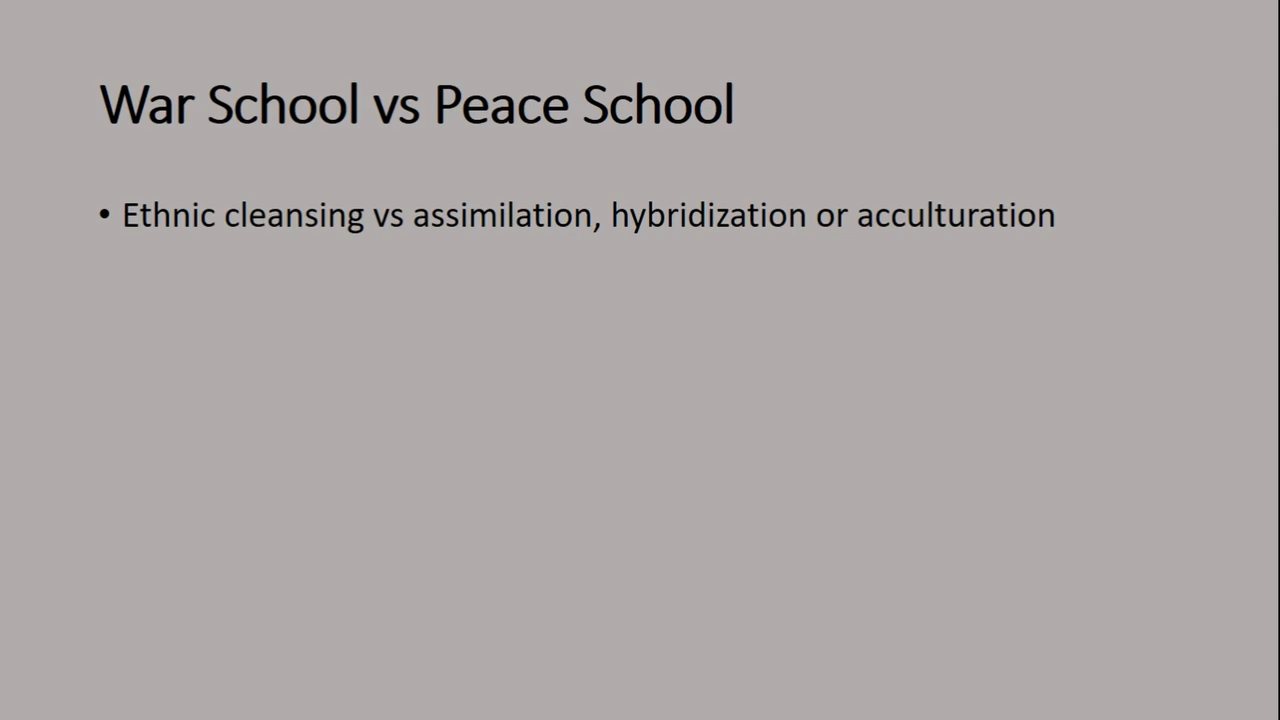 War School vs Peace School
• Ethnic cleansing vs assimilation, hybridization or acculturation